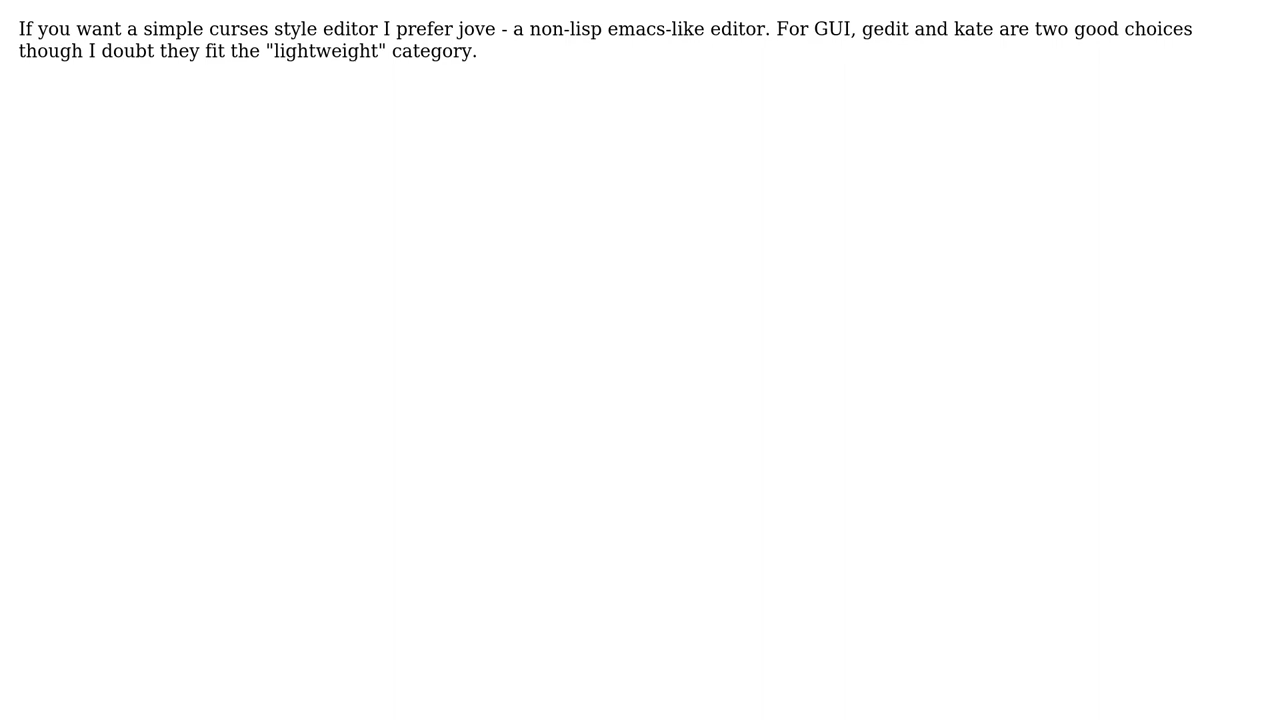 If you want a simple curses style editor I prefer jove - a non-lisp emacs-like editor. For GUI, gedit and kate are two good choices
though I doubt they fit the "lightweight" category.